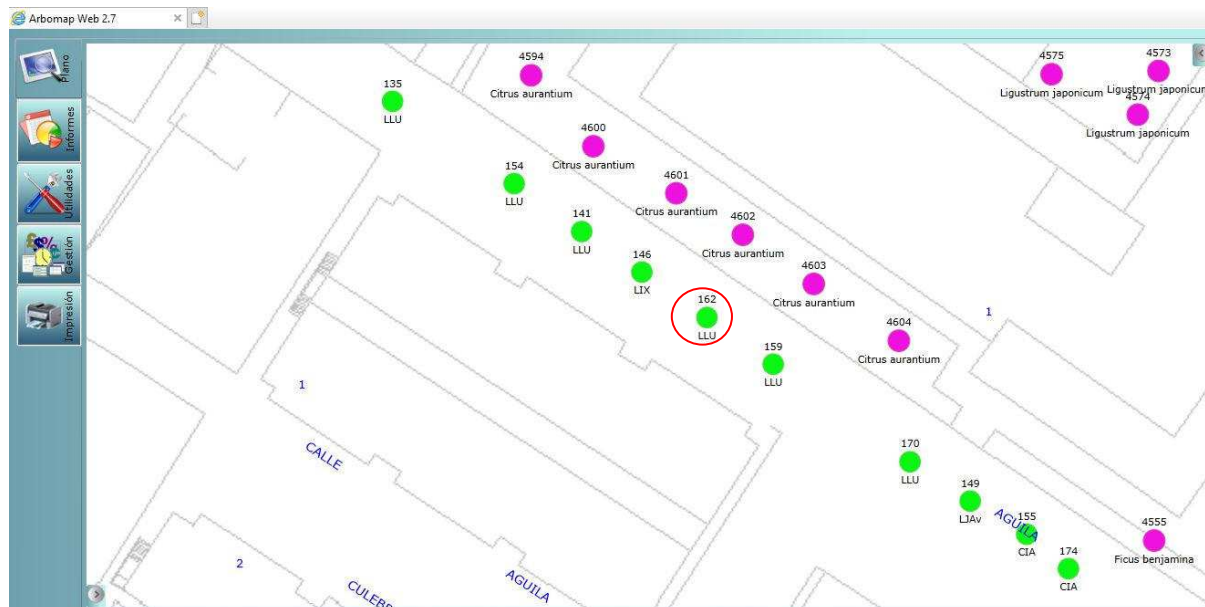 Arbomap Web 2.7
Plano
Informes
Utilidades
Gestión
Impresión
4594
Citrus aurantium
135
LLU
4575
Ligustrum japonicum
4573
Ligustrum japonicum
4574
Ligustrum japonicum
4600
Citrus aurantium
154
LLU
4601
Citrus aurantium
141
LLU
4602
Citrus aurantium
146
LIX
4603
Citrus aurantium
162
LLU
1
4604
Citrus aurantium
159
LLU
1
CALLE
170
LLU
149
LJAv
AGUILA
155
CIA
4555
Ficus benjamina
174
CIA
2
AGUILA